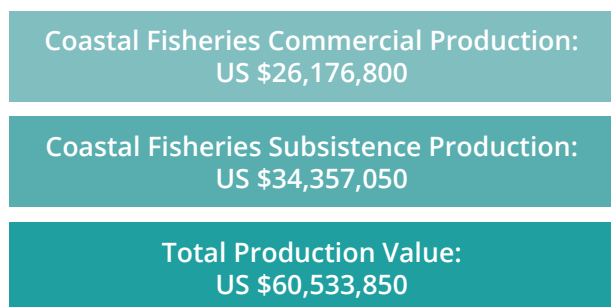 Coastal Fisheries Commercial Production:
US $26,176,800
Coastal Fisheries Subsistence Production:
US $34,357,050
Total Production Value:
US $60,533,850